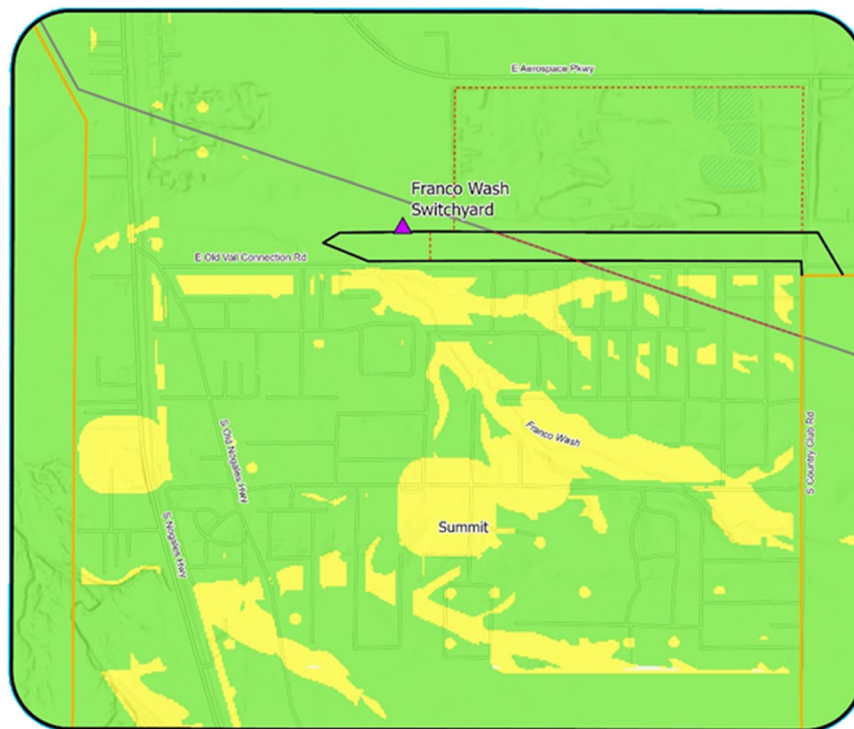 E Aerospace Pkwy
Franco Wash
Switchyard
E Old Vail Connection Rd
S Old Nogales Hwy
Franco Wash
S Country Club Rd
Summit
S Nogales Hwy